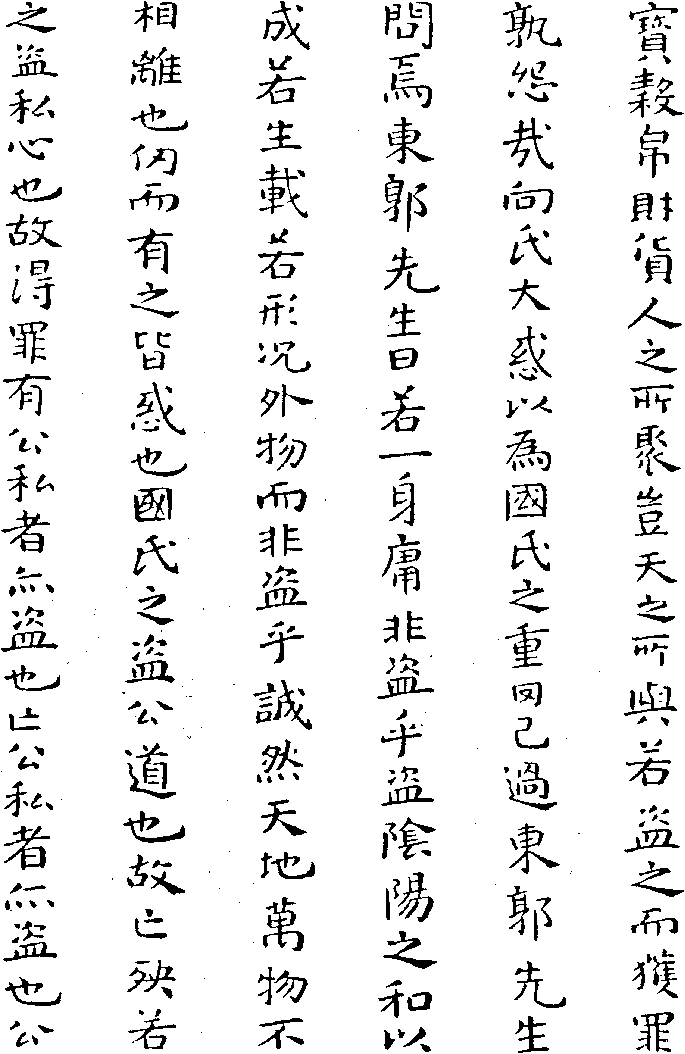 寶穀帛財貨人之所聚豈天之所與若盜之而獲罪
孰怨哉向氏大惑以為國氏之重罔己過東郭先生
問焉東郭先生曰若一身庸非盜乎盜陰陽之和以
成若生載若形況外物而非盜乎誠然天地萬物不
相離也仞而有之皆惑也國氏之盜公道也故亡殃若
之盜私心也故得罪有公私者亦盜也亡公私者亦盜也公